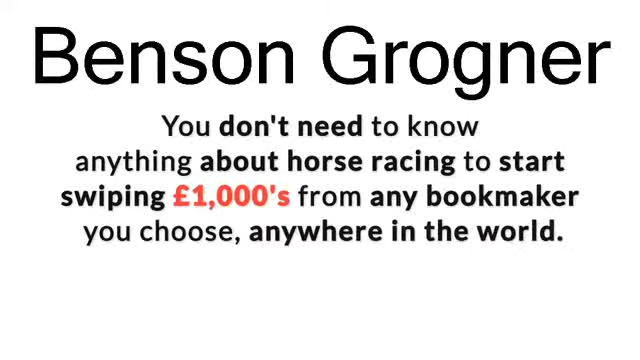 Benson Grogner
You don't need to know
anything about horse racing to start
swiping £1,000's from any bookmaker
you choose, anywhere in the world.